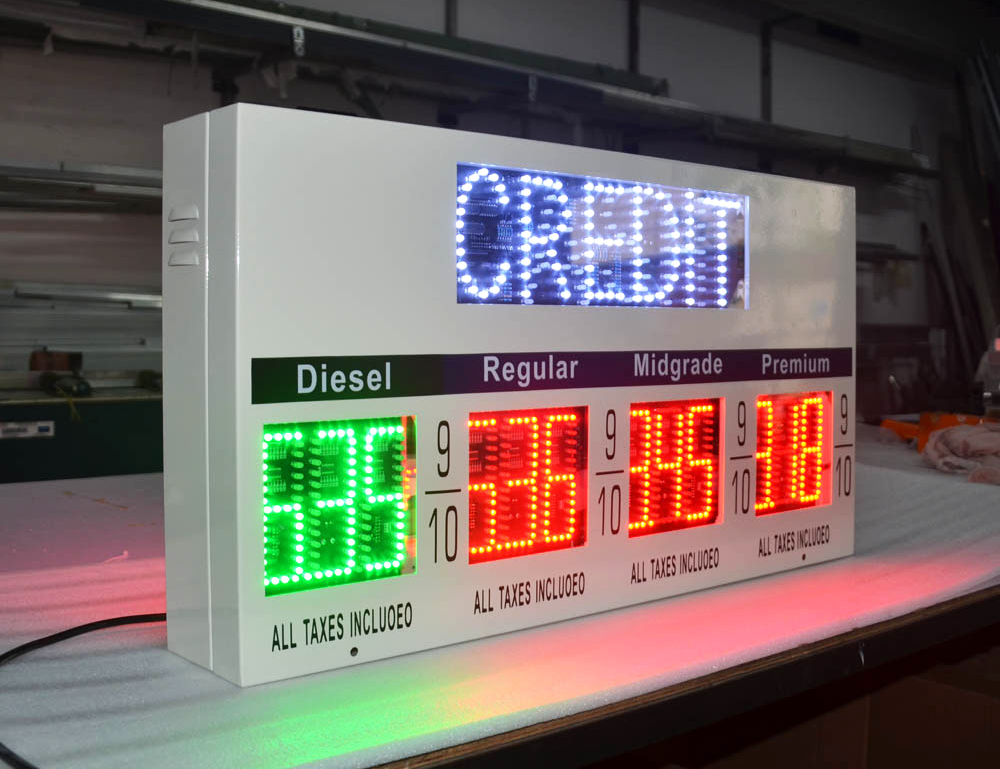 CREDIT
Diesel Regular Midgrade Premium
9 9 9 9
10 10 10 10
ALL TAXES INCLUOEO ALL TAXES INCLUOEO ALL TAXES INCLUOEO ALL TAXES INCLUOEO